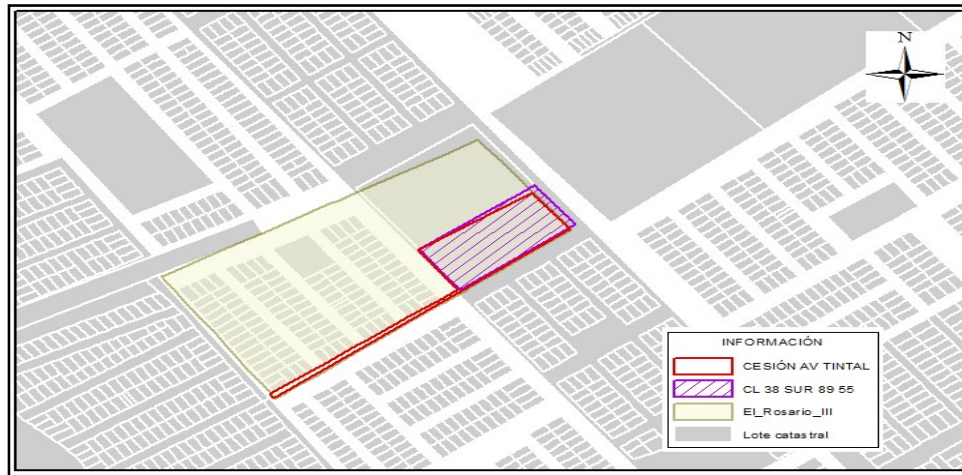 N
INFORMACIÓN
CESIÓN AV TINTAL
CL 38 SUR 89 55
El_Rosario_III
Lote catastral